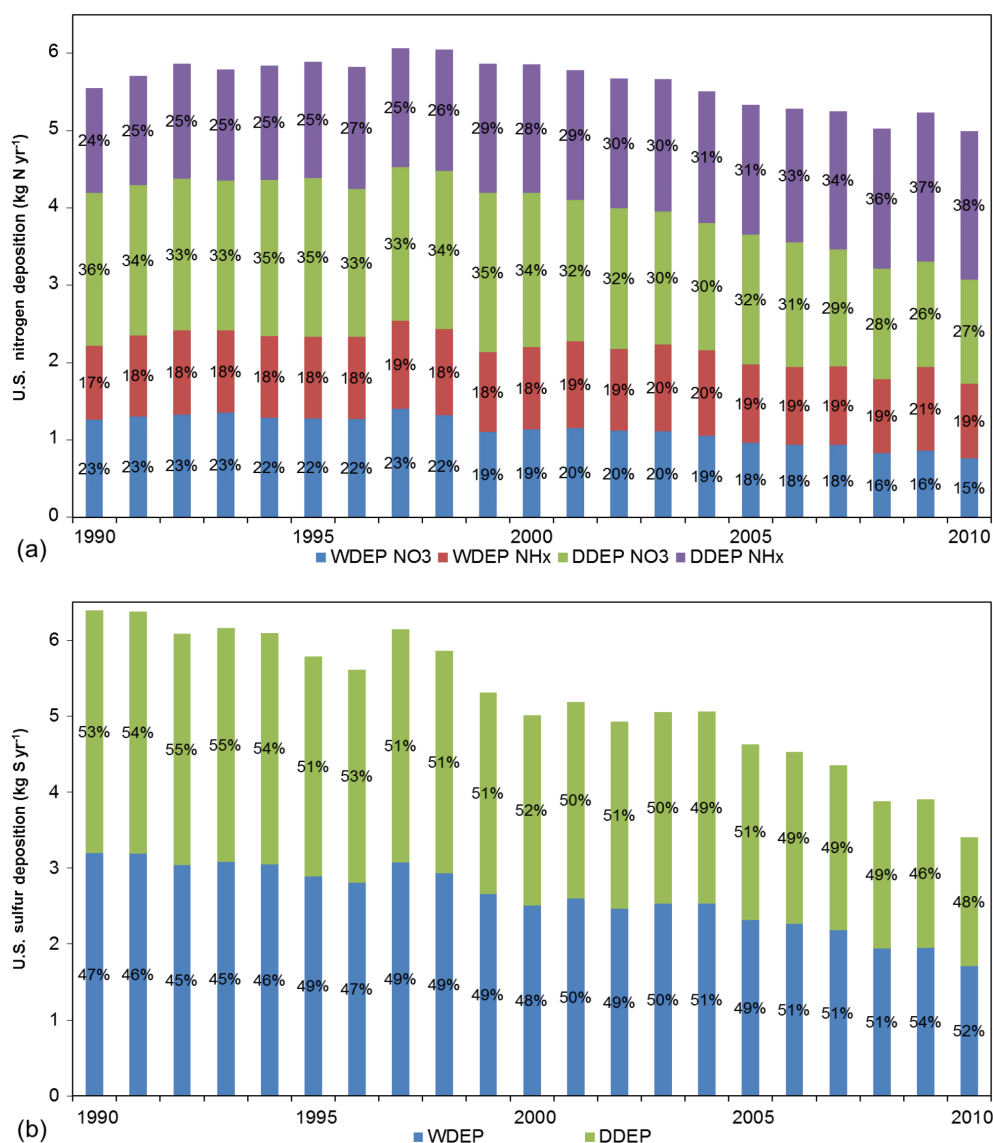 U.S. nitrogen deposition (kg N yr⁻¹)
6
5
24% 25% 25% 25% 25% 25% 27% 25% 26% 29% 28% 29% 30% 30% 31% 31% 33% 34% 36% 37% 38%
4
36% 34% 33% 33% 35% 35% 33% 33% 34% 35% 34% 32% 32% 30% 30% 32% 31% 29% 28% 26% 27%
3
2
17% 18% 18% 18% 18% 18% 18% 19% 18% 18% 18% 19% 19% 20% 20% 19% 19% 19% 19% 21% 19%
1
23% 23% 23% 23% 22% 22% 22% 23% 22% 19% 19% 20% 20% 20% 19% 18% 18% 18% 16% 16% 15%
0
1990 1995 2000 2005 2010
(a)
WDEP NO3 WDEP NHx DDEP NO3 DDEP NHx
U.S. sulfur deposition (kg S yr⁻¹)
6
5
53% 54% 55% 55% 54% 51% 53% 51% 51% 51% 52% 50% 51% 50% 49% 51% 49% 49% 49% 46% 48%
4
3
2
47% 46% 45% 45% 46% 49% 47% 49% 49% 49% 48% 50% 49% 50% 51% 49% 51% 51% 51% 54% 52%
1
0
1990 1995 2000 2005 2010
(b)
WDEP DDEP